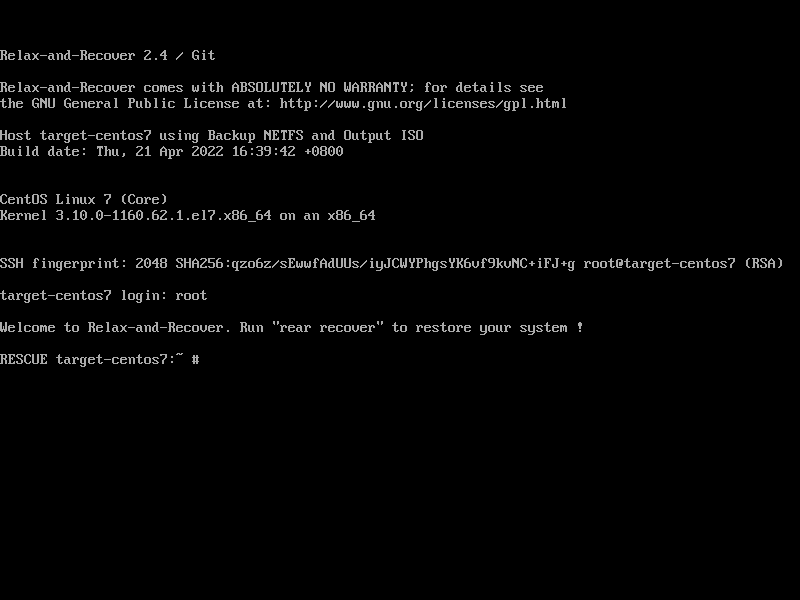 Relax-and-Recover 2.4 / Git
Relax-and-Recover comes with ABSOLUTELY NO WARRANTY; for details see
the GNU General Public License at: http://www.gnu.org/licenses/gpl.html
Host target-centos7 using Backup NETFS and Output ISO
Build date: Thu, 21 Apr 2022 16:39:42 +0800
CentOS Linux 7 (Core)
Kernel 3.10.0-1160.62.1.el7.x86_64 on an x86_64
SSH fingerprint: 2048 SHA256:qzo6z/sEwwfAdUUs/iyJCWYPhgsYK6vf9kvNC+iFJ+g root@target-centos7 (RSA)
target-centos7 login: root
Welcome to Relax-and-Recover. Run "rear recover" to restore your system !
RESCUE target-centos7:~ #